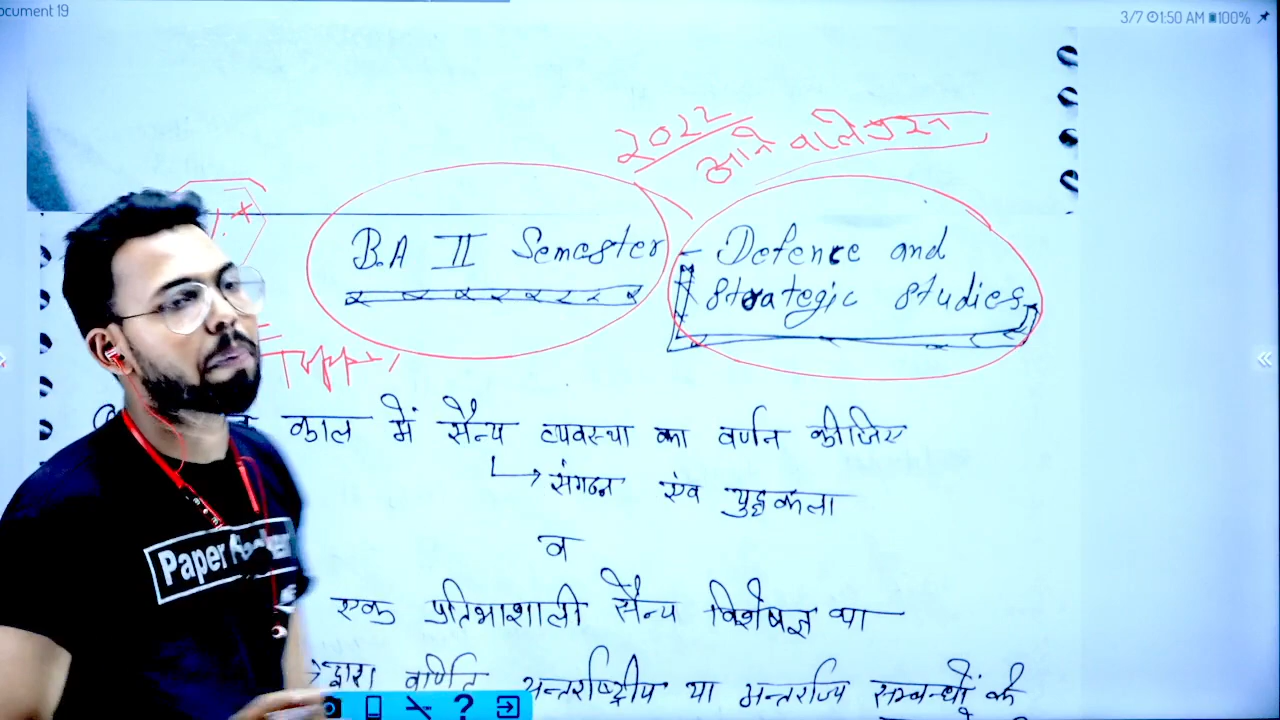 ocument 19
3/7 1:50 AM 100%
2022
आने वाले प्रश्न
B.A II Semester - Defence and
Strategic Studies
काल में सैन्य व्यवस्था का वर्णन कीजिए
→ संगठन एंव युद्धकला
व
एक प्रतिभाशाली सैन्य विशेषज्ञ था
द्वारा वर्णित अन्तर्राष्ट्रीय या अन्तर्राज्य सम्बन्धों के
Paper
?